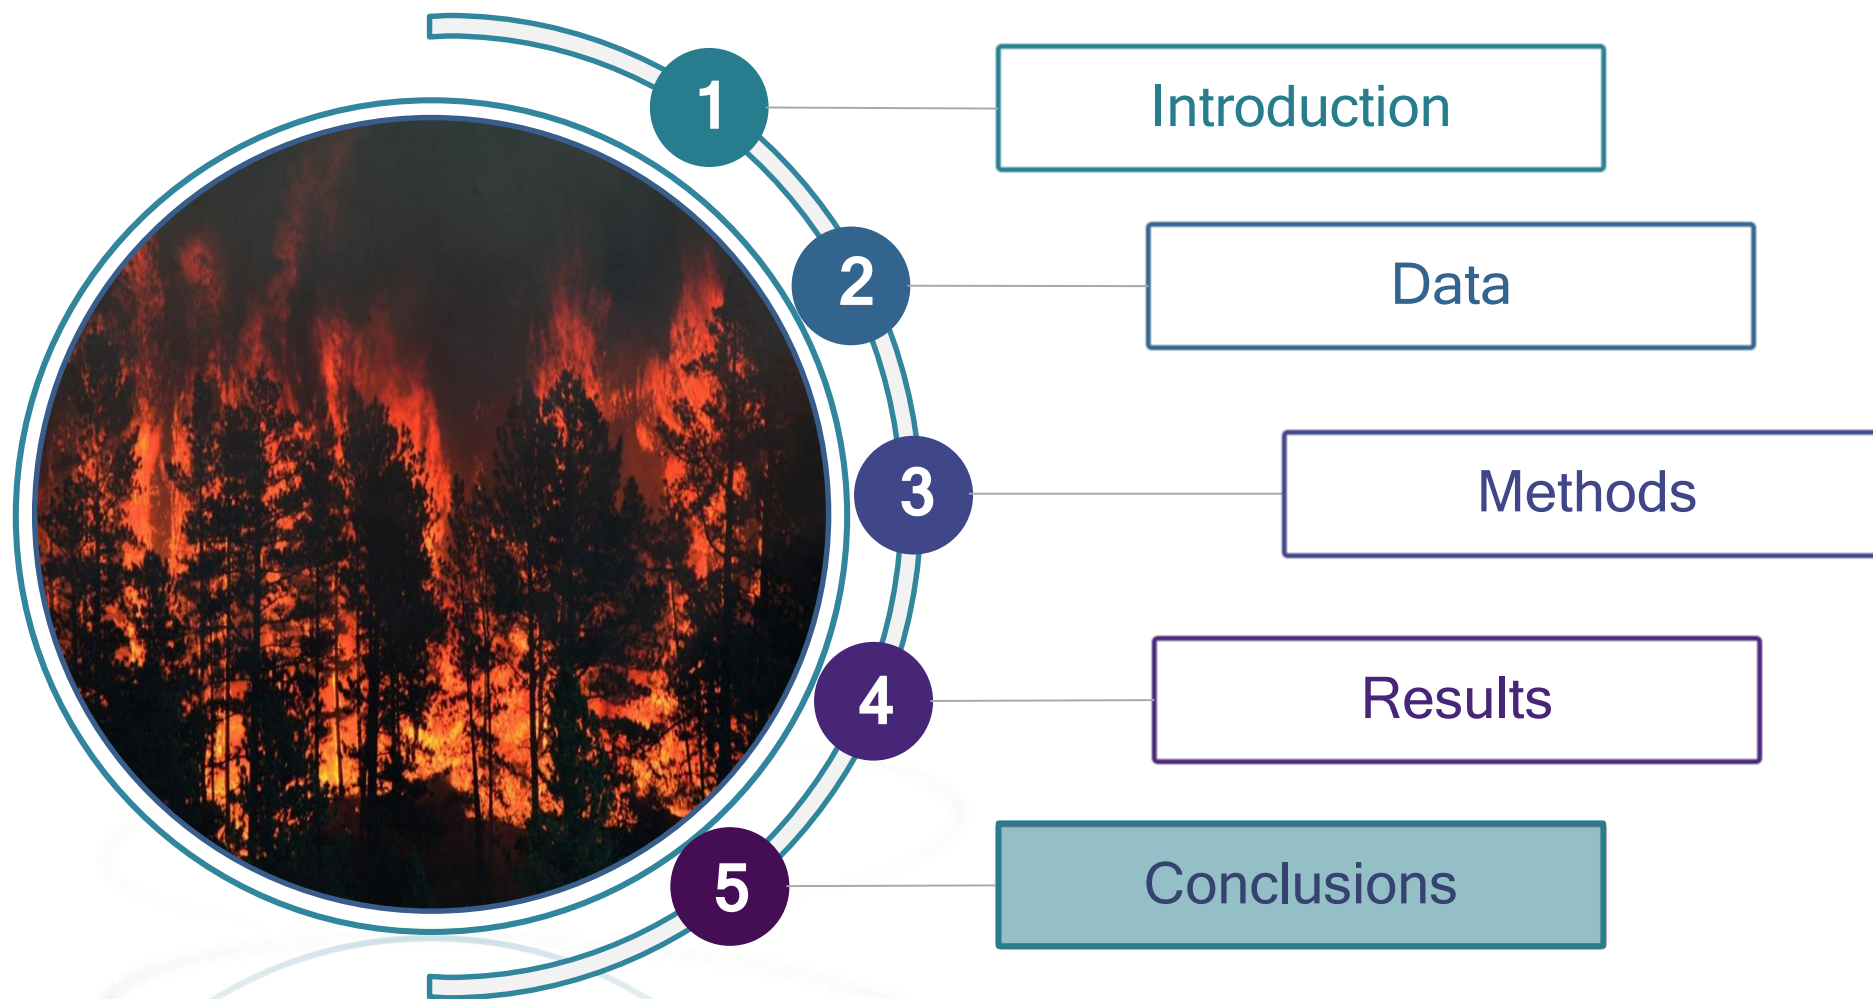 1 Introduction
2 Data
3 Methods
4 Results
5 Conclusions